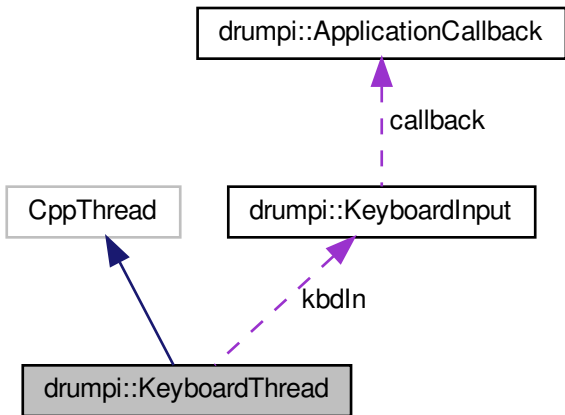 drumpi::ApplicationCallback
callback
CppThread
drumpi::KeyboardInput
kbdIn
drumpi::KeyboardThread